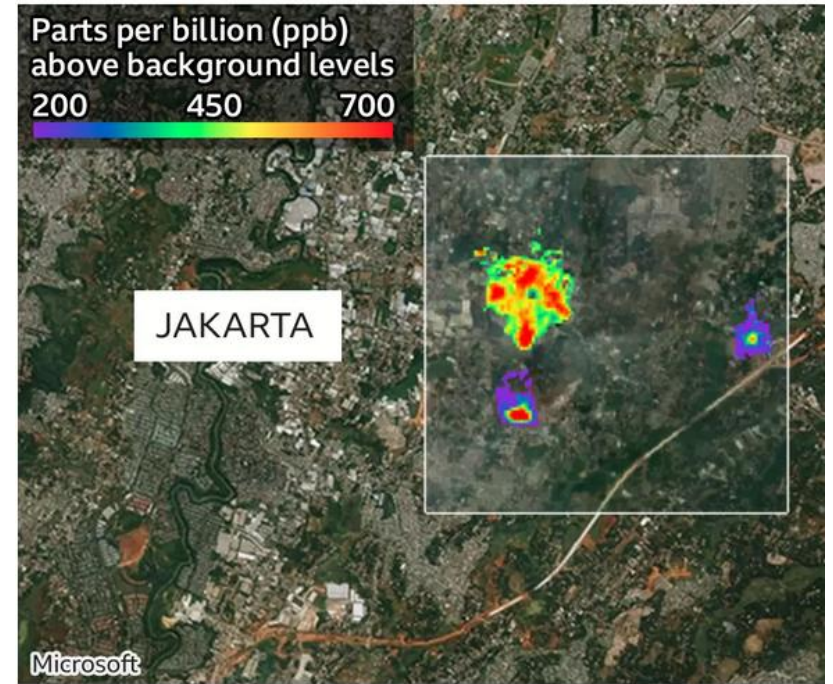 Parts per billion (ppb)
above background levels
200 450 700
JAKARTA
Microsoft